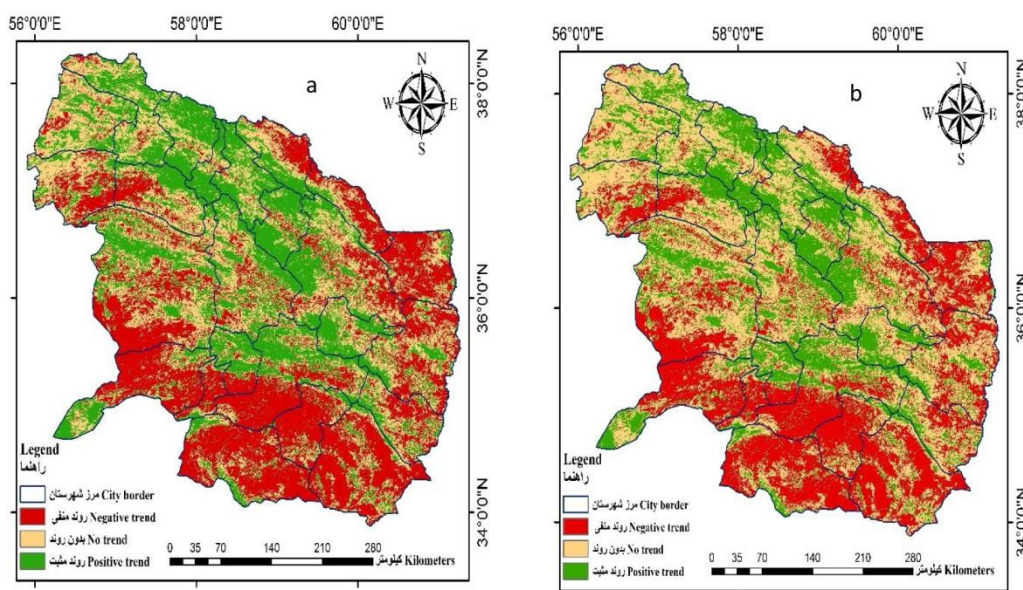 56°0'0"E 58°0'0"E 60°0'0"E
a
N
W E
S
38°0'0"N
36°0'0"N
34°0'0"N
Legend
راهنما
مرز شهرستان City border
روند منفی Negative trend
بدون روند No trend
روند مثبت Positive trend
0 35 70 140 210 280
کیلومتر Kilometers
56°0'0"E 58°0'0"E 60°0'0"E
b
N
W E
S
38°0'0"N
36°0'0"N
34°0'0"N
Legend
راهنما
مرز شهرستان City border
روند منفی Negative trend
بدون روند No trend
روند مثبت Positive trend
0 35 70 140 210 280
کیلومتر Kilometers